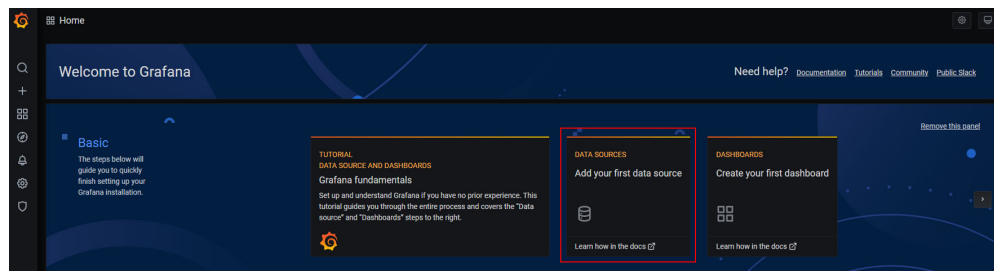 Home
Welcome to Grafana
Need help? Documentation Tutorials Community Public Slack
Remove this panel
Basic
The steps below will
guide you to quickly
finish setting up your
Grafana installation.
TUTORIAL
DATA SOURCE AND DASHBOARDS
Grafana fundamentals
Set up and understand Grafana if you have no prior experience. This
tutorial guides you through the entire process and covers the "Data
source" and "Dashboards" steps to the right.
DATA SOURCES
Add your first data source
Learn how in the docs
DASHBOARDS
Create your first dashboard
Learn how in the docs